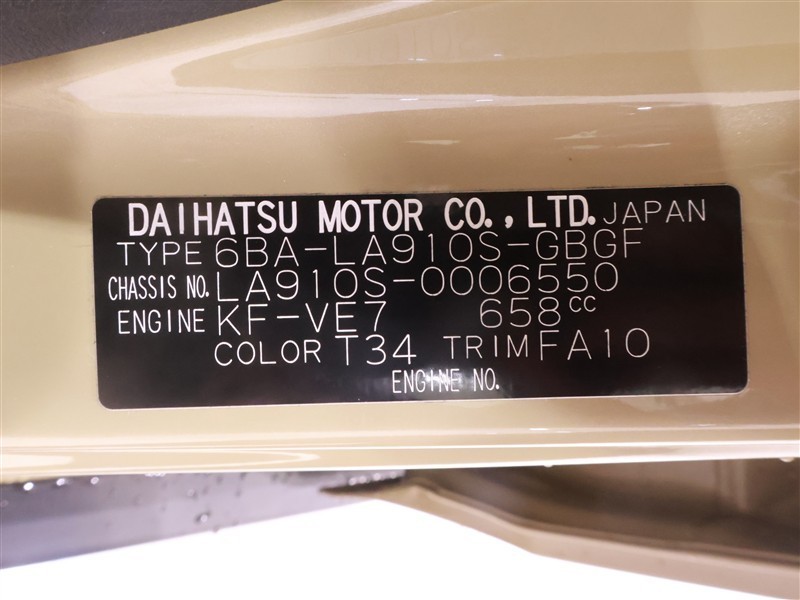 DAIHATSU MOTOR CO., LTD. JAPAN
TYPE 6BA-LA910S-GBGF
CHASSIS NO. LA910S-0006550
ENGINE KF-VE7 658cc
COLOR T34 TRIM FA10
ENGINE NO.